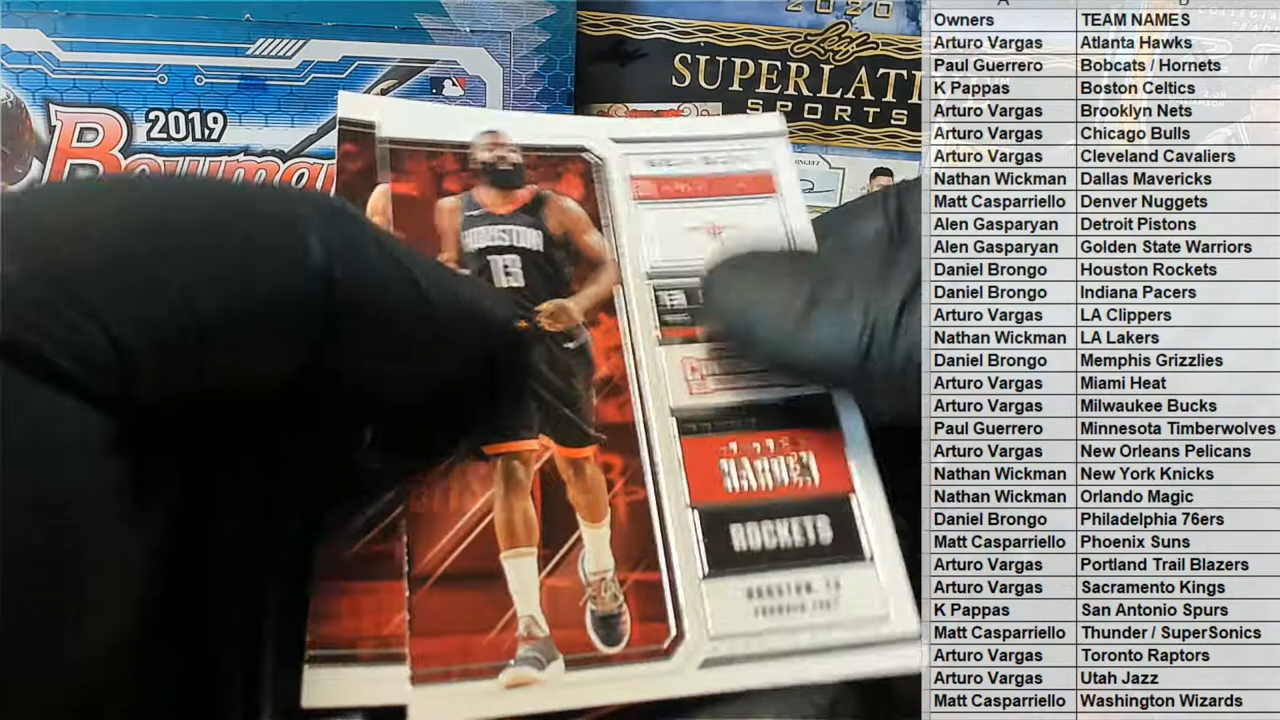 2019
Bowman
2020
Leaf
SUPERLATI
SPORTS
HOUSTON
13
HARDEN
ROCKETS
HOUSTON, TX
Owners TEAM NAMES
Arturo Vargas Atlanta Hawks
Paul Guerrero Bobcats / Hornets
K Pappas Boston Celtics
Arturo Vargas Brooklyn Nets
Arturo Vargas Chicago Bulls
Arturo Vargas Cleveland Cavaliers
Nathan Wickman Dallas Mavericks
Matt Casparriello Denver Nuggets
Alen Gasparyan Detroit Pistons
Alen Gasparyan Golden State Warriors
Daniel Brongo Houston Rockets
Daniel Brongo Indiana Pacers
Arturo Vargas LA Clippers
Nathan Wickman LA Lakers
Daniel Brongo Memphis Grizzlies
Arturo Vargas Miami Heat
Arturo Vargas Milwaukee Bucks
Paul Guerrero Minnesota Timberwolves
Arturo Vargas New Orleans Pelicans
Nathan Wickman New York Knicks
Nathan Wickman Orlando Magic
Daniel Brongo Philadelphia 76ers
Matt Casparriello Phoenix Suns
Arturo Vargas Portland Trail Blazers
Arturo Vargas Sacramento Kings
K Pappas San Antonio Spurs
Matt Casparriello Thunder / SuperSonics
Arturo Vargas Toronto Raptors
Arturo Vargas Utah Jazz
Matt Casparriello Washington Wizards